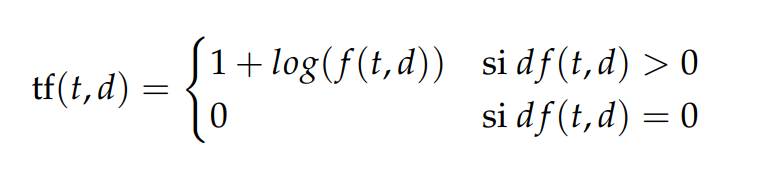 tf(t, d) = { 1 + log(f(t, d)) si df(t, d) > 0
0 si df(t, d) = 0